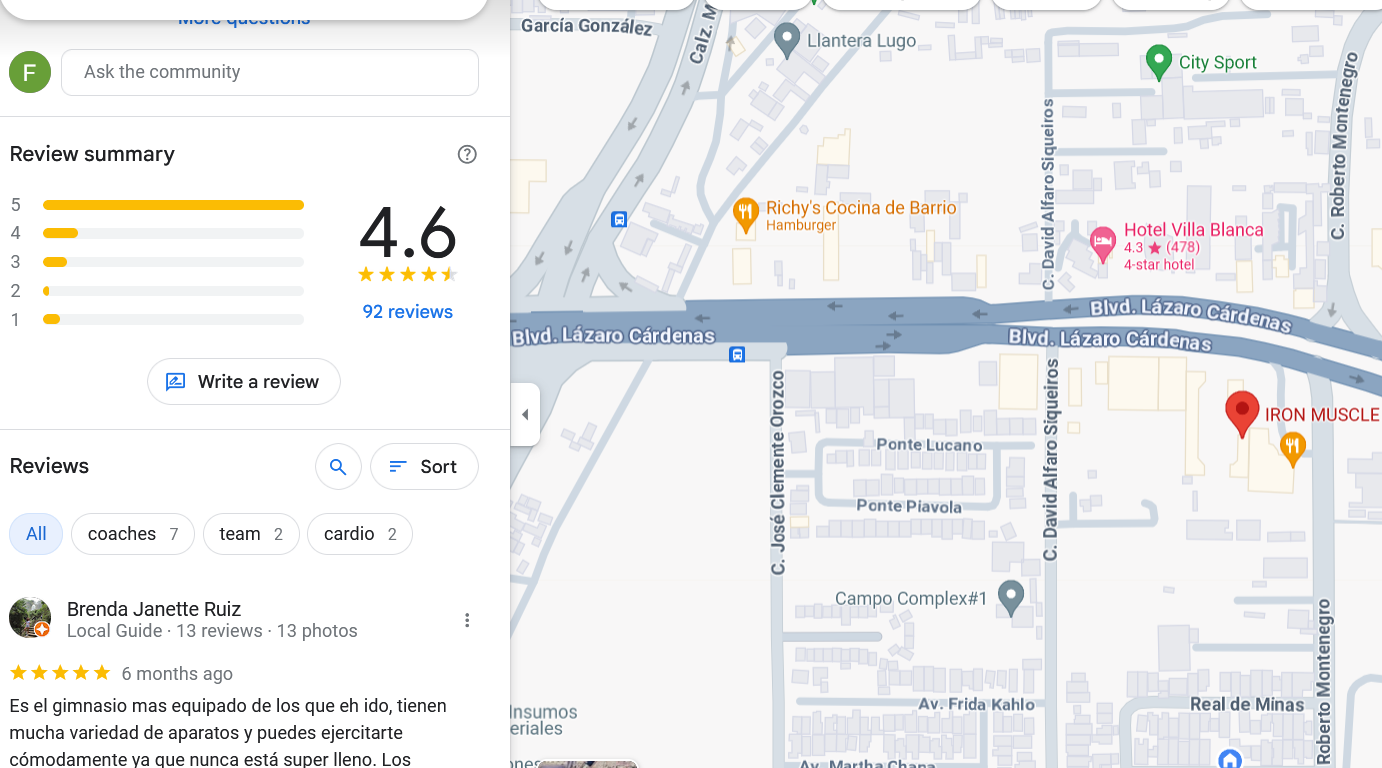 More questions
F
Ask the community
Review summary
5
4
3
2
1
4.6
92 reviews
Write a review
Reviews
Sort
All
coaches 7
team 2
cardio 2
Brenda Janette Ruiz
Local Guide · 13 reviews · 13 photos
6 months ago
Es el gimnasio mas equipado de los que eh ido, tienen
mucha variedad de aparatos y puedes ejercitarte
cómodamente ya que nunca está super lleno. Los
García González
Calz. M
Llantera Lugo
City Sport
C. Roberto Montenegro
C. David Alfaro Siqueiros
Richy's Cocina de Barrio
Hamburger
Hotel Villa Blanca
4.3 ★ (478)
4-star hotel
Blvd. Lázaro Cárdenas
Blvd. Lázaro Cárdenas
Blvd. Lázaro Cárdenas
IRON MUSCLE
C. José Clemente Orozco
C. David Alfaro Siqueiros
Ponte Lucano
Ponte Piavola
Campo Complex#1
Roberto Montenegro
Av. Frida Kahlo
Real de Minas
Insumos
eriales
Av. Martha Chapa